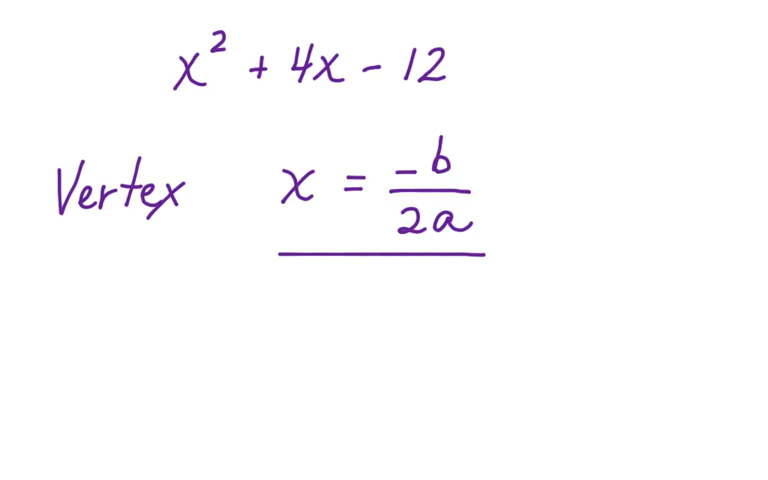 x² + 4x - 12
Vertex x = -b/2a